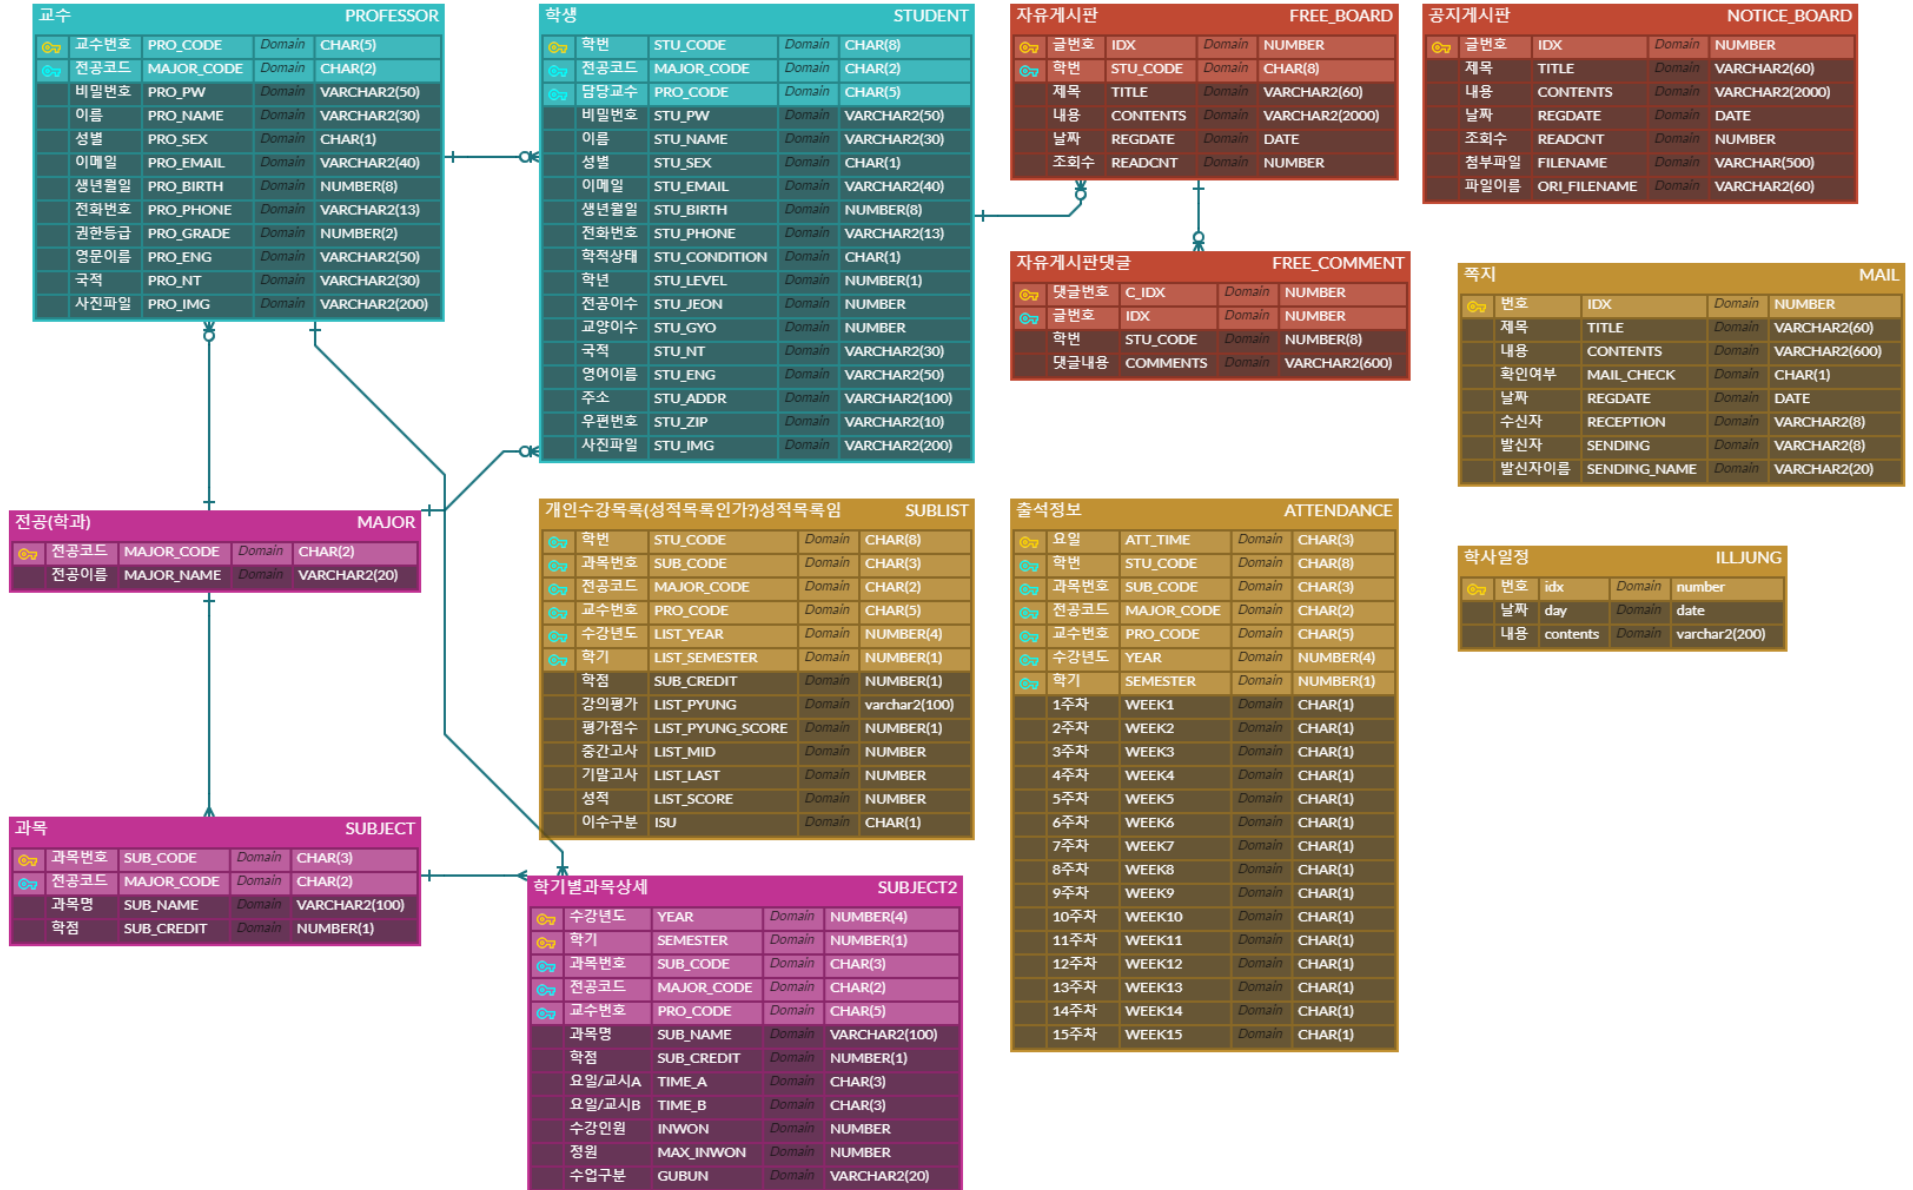 교수 PROFESSOR
교수번호 PRO_CODE Domain CHAR(5)
전공코드 MAJOR_CODE Domain CHAR(2)
비밀번호 PRO_PW Domain VARCHAR2(50)
이름 PRO_NAME Domain VARCHAR2(30)
성별 PRO_SEX Domain CHAR(1)
이메일 PRO_EMAIL Domain VARCHAR2(40)
생년월일 PRO_BIRTH Domain NUMBER(8)
전화번호 PRO_PHONE Domain VARCHAR2(13)
권한등급 PRO_GRADE Domain NUMBER(2)
영문이름 PRO_ENG Domain VARCHAR2(50)
국적 PRO_NT Domain VARCHAR2(30)
사진파일 PRO_IMG Domain VARCHAR2(200)
학생 STUDENT
학번 STU_CODE Domain CHAR(8)
전공코드 MAJOR_CODE Domain CHAR(2)
담당교수 PRO_CODE Domain CHAR(5)
비밀번호 STU_PW Domain VARCHAR2(50)
이름 STU_NAME Domain VARCHAR2(30)
성별 STU_SEX Domain CHAR(1)
이메일 STU_EMAIL Domain VARCHAR2(40)
생년월일 STU_BIRTH Domain NUMBER(8)
전화번호 STU_PHONE Domain VARCHAR2(13)
학적상태 STU_CONDITION Domain CHAR(1)
학년 STU_LEVEL Domain NUMBER(1)
전공이수 STU_JEON Domain NUMBER
교양이수 STU_GYO Domain NUMBER
국적 STU_NT Domain VARCHAR2(30)
영어이름 STU_ENG Domain VARCHAR2(50)
주소 STU_ADDR Domain VARCHAR2(100)
우편번호 STU_ZIP Domain VARCHAR2(10)
사진파일 STU_IMG Domain VARCHAR2(200)
자유게시판 FREE_BOARD
글번호 IDX Domain NUMBER
학번 STU_CODE Domain CHAR(8)
제목 TITLE Domain VARCHAR2(60)
내용 CONTENTS Domain VARCHAR2(2000)
날짜 REGDATE Domain DATE
조회수 READCNT Domain NUMBER
공지게시판 NOTICE_BOARD
글번호 IDX Domain NUMBER
제목 TITLE Domain VARCHAR2(60)
내용 CONTENTS Domain VARCHAR2(2000)
날짜 REGDATE Domain DATE
조회수 READCNT Domain NUMBER
첨부파일 FILENAME Domain VARCHAR(500)
파일이름 ORI_FILENAME Domain VARCHAR2(60)
자유게시판댓글 FREE_COMMENT
댓글번호 C_IDX Domain NUMBER
글번호 IDX Domain NUMBER
학번 STU_CODE Domain NUMBER(8)
댓글내용 COMMENTS Domain VARCHAR2(600)
쪽지 MAIL
번호 IDX Domain NUMBER
제목 TITLE Domain VARCHAR2(60)
내용 CONTENTS Domain VARCHAR2(600)
확인여부 MAIL_CHECK Domain CHAR(1)
날짜 REGDATE Domain DATE
수신자 RECEPTION Domain VARCHAR2(8)
발신자 SENDING Domain VARCHAR2(8)
발신자이름 SENDING_NAME Domain VARCHAR2(20)
전공(학과) MAJOR
전공코드 MAJOR_CODE Domain CHAR(2)
전공이름 MAJOR_NAME Domain VARCHAR2(20)
개인수강목록(성적목록인가?)성적목록임 SUBLIST
학번 STU_CODE Domain CHAR(8)
과목번호 SUB_CODE Domain CHAR(3)
전공코드 MAJOR_CODE Domain CHAR(2)
교수번호 PRO_CODE Domain CHAR(5)
수강년도 LIST_YEAR Domain NUMBER(4)
학기 LIST_SEMESTER Domain NUMBER(1)
학점 SUB_CREDIT Domain NUMBER(1)
강의평가 LIST_PYUNG Domain varchar2(100)
평가점수 LIST_PYUNG_SCORE Domain NUMBER(1)
중간고사 LIST_MID Domain NUMBER
기말고사 LIST_LAST Domain NUMBER
성적 LIST_SCORE Domain NUMBER
이수구분 ISU Domain CHAR(1)
출석정보 ATTENDANCE
요일 ATT_TIME Domain CHAR(3)
학번 STU_CODE Domain CHAR(8)
과목번호 SUB_CODE Domain CHAR(3)
전공코드 MAJOR_CODE Domain CHAR(2)
교수번호 PRO_CODE Domain CHAR(5)
수강년도 YEAR Domain NUMBER(4)
학기 SEMESTER Domain NUMBER(1)
1주차 WEEK1 Domain CHAR(1)
2주차 WEEK2 Domain CHAR(1)
3주차 WEEK3 Domain CHAR(1)
4주차 WEEK4 Domain CHAR(1)
5주차 WEEK5 Domain CHAR(1)
6주차 WEEK6 Domain CHAR(1)
7주차 WEEK7 Domain CHAR(1)
8주차 WEEK8 Domain CHAR(1)
9주차 WEEK9 Domain CHAR(1)
10주차 WEEK10 Domain CHAR(1)
11주차 WEEK11 Domain CHAR(1)
12주차 WEEK12 Domain CHAR(1)
13주차 WEEK13 Domain CHAR(1)
14주차 WEEK14 Domain CHAR(1)
15주차 WEEK15 Domain CHAR(1)
학사일정 ILLJUNG
번호 idx Domain number
날짜 day Domain date
내용 contents Domain varchar2(200)
과목 SUBJECT
과목번호 SUB_CODE Domain CHAR(3)
전공코드 MAJOR_CODE Domain CHAR(2)
과목명 SUB_NAME Domain VARCHAR2(100)
학점 SUB_CREDIT Domain NUMBER(1)
학기별과목상세 SUBJECT2
수강년도 YEAR Domain NUMBER(4)
학기 SEMESTER Domain NUMBER(1)
과목번호 SUB_CODE Domain CHAR(3)
전공코드 MAJOR_CODE Domain CHAR(2)
교수번호 PRO_CODE Domain CHAR(5)
과목명 SUB_NAME Domain VARCHAR2(100)
학점 SUB_CREDIT Domain NUMBER(1)
요일/교시A TIME_A Domain CHAR(3)
요일/교시B TIME_B Domain CHAR(3)
수강인원 INWON Domain NUMBER
정원 MAX_INWON Domain NUMBER
수업구분 GUBUN Domain VARCHAR2(20)